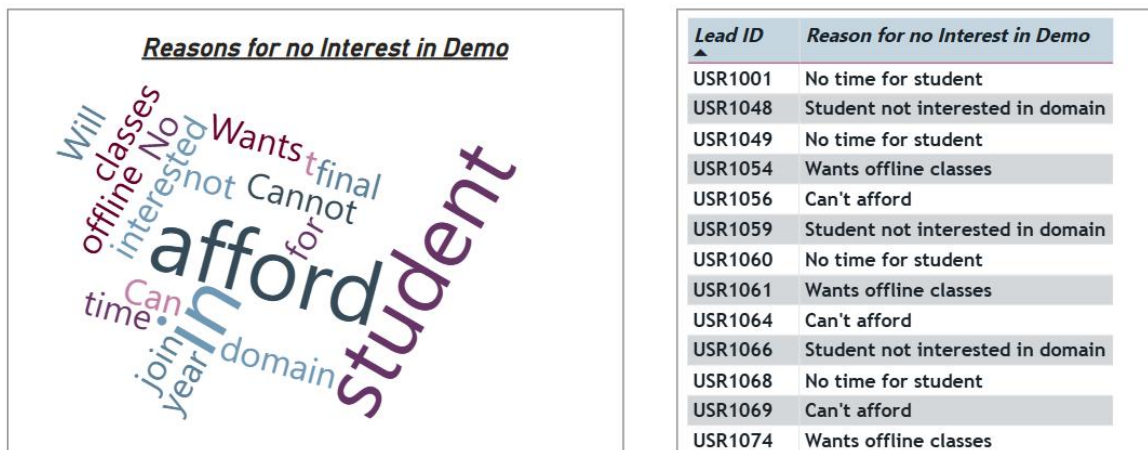 Reasons for no Interest in Demo
Will
classes
No
offline
interested
Wants
t
final
not
Cannot
for
afford
student
Can
time
in
join
year
domain
Lead ID Reason for no Interest in Demo
USR1001 No time for student
USR1048 Student not interested in domain
USR1049 No time for student
USR1054 Wants offline classes
USR1056 Can't afford
USR1059 Student not interested in domain
USR1060 No time for student
USR1061 Wants offline classes
USR1064 Can't afford
USR1066 Student not interested in domain
USR1068 No time for student
USR1069 Can't afford
USR1074 Wants offline classes